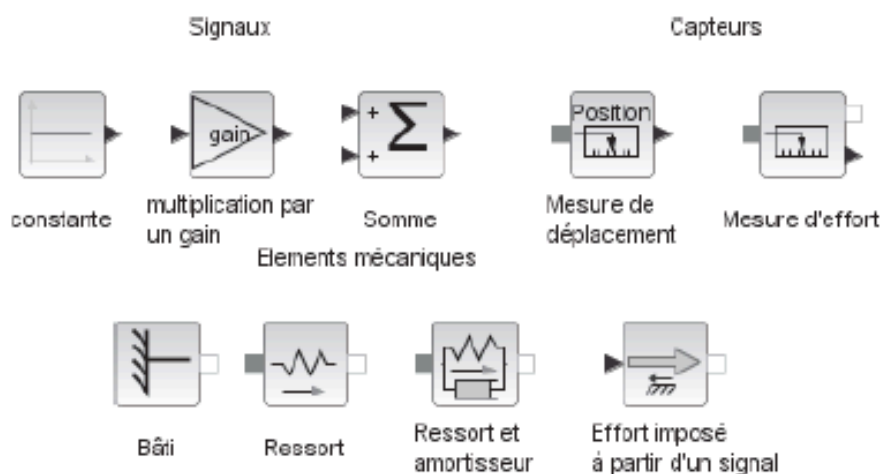 Signaux
Capteurs
gain
+
+
Σ
Position
constante
multiplication par
un gain
Somme
Mesure de
déplacement
Mesure d'effort
Elements mécaniques
Bâti
Ressort
Ressort et
amortisseur
Effort imposé
à partir d'un signal